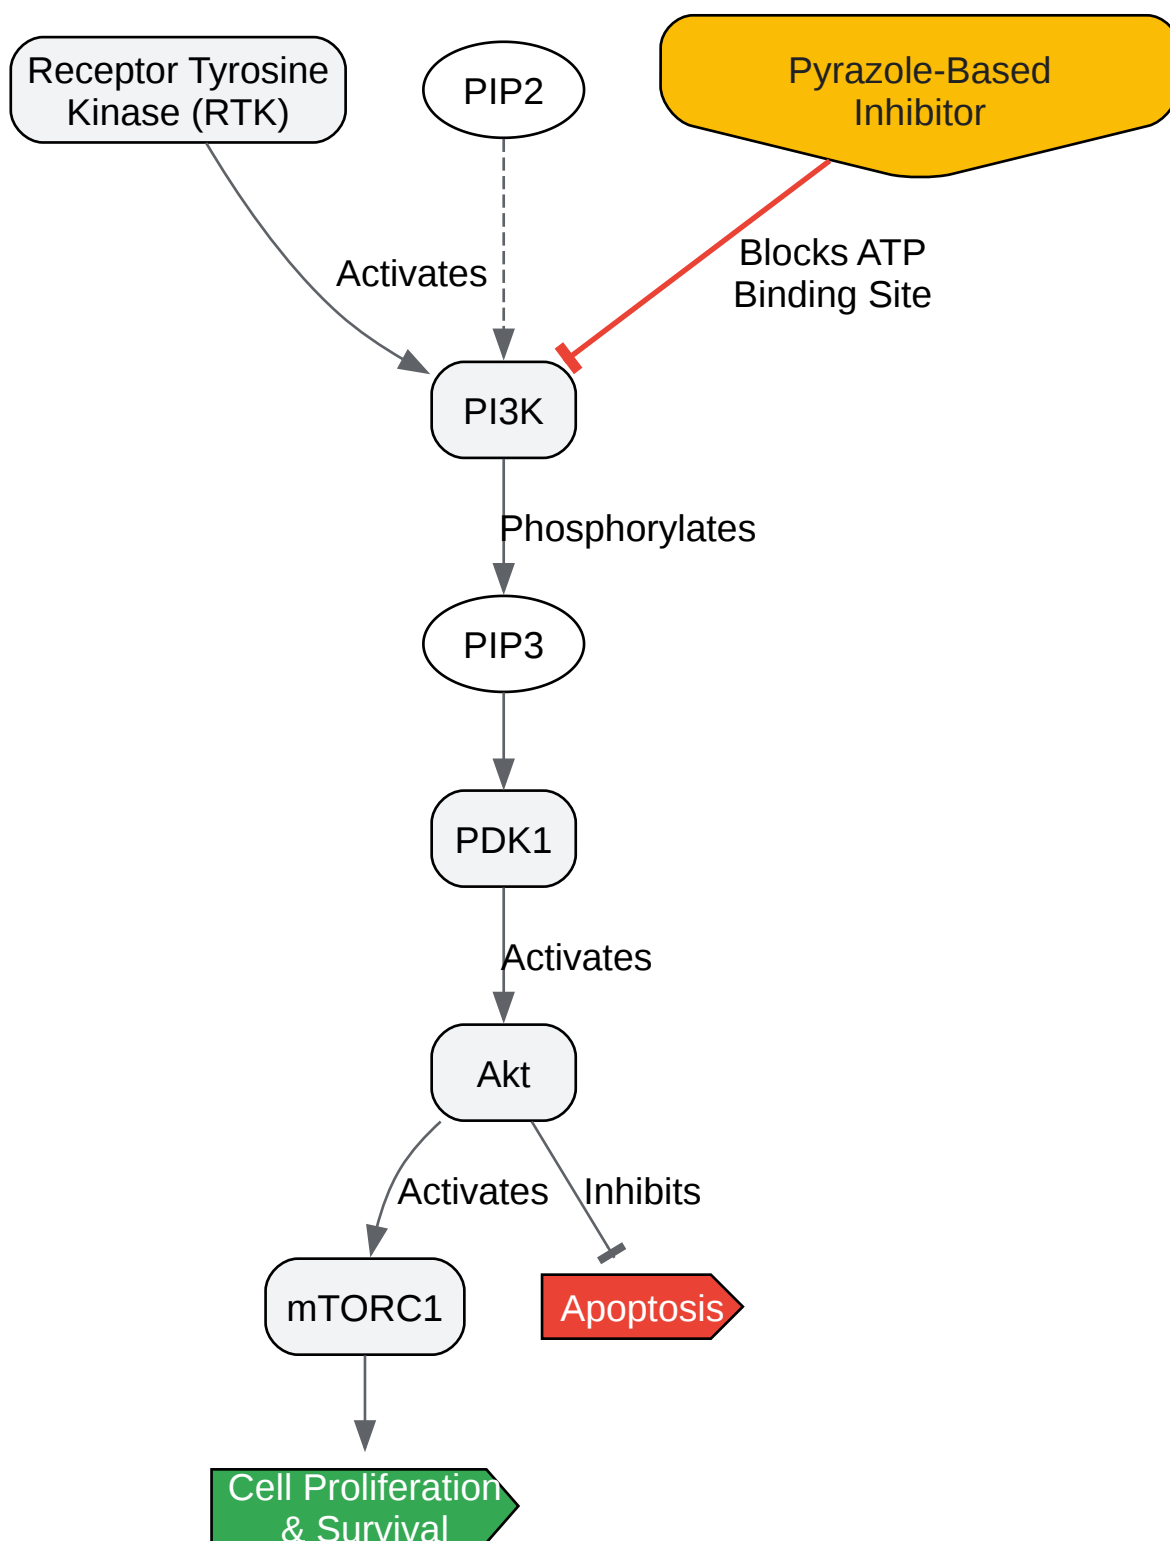 Receptor Tyrosine
Kinase (RTK)
PIP2
Pyrazole-Based
Inhibitor
Activates
Blocks ATP
Binding Site
PI3K
Phosphorylates
PIP3
PDK1
Activates
Akt
Activates
Inhibits
mTORC1
Apoptosis
Cell Proliferation
& Survival